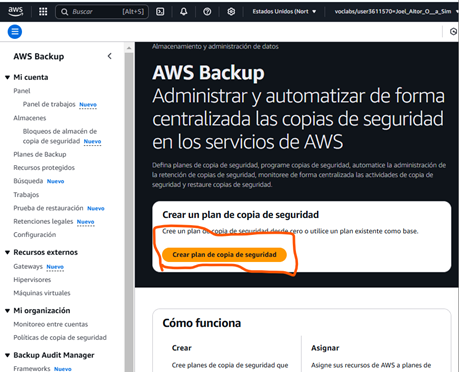 aws
Buscar
[Alt+S]
Estados Unidos (Nort
voclabs/user3611570=Joel_Aitor_O__a_Sim
AWS Backup
Mi cuenta
Panel
Panel de trabajos Nuevo
Almacenes
Bloqueos de almacén de
copia de seguridad Nuevo
Planes de Backup
Recursos protegidos
Búsqueda Nuevo
Trabajos
Prueba de restauración Nuevo
Retenciones legales Nuevo
Configuración
Recursos externos
Gateways Nuevo
Hipervisores
Máquinas virtuales
Mi organización
Monitoreo entre cuentas
Políticas de copia de seguridad
Backup Audit Manager
Frameworks Nuevo
Almacenamiento y administración de datos
AWS Backup
Administrar y automatizar de forma
centralizada las copias de seguridad
en los servicios de AWS
Defina planes de copia de seguridad, programe copias de seguridad, automatice la administración de
la retención de copias de seguridad, monitoree de forma centralizada las actividades de copia de
seguridad y restaure copias de seguridad.
Crear un plan de copia de seguridad
Cree un plan de copia de seguridad desde cero o utilice un plan existente como base.
Crear plan de copia de seguridad
Cómo funciona
Crear
Cree planes de copia de seguridad que
Asignar
Asigne sus recursos de AWS a planes de